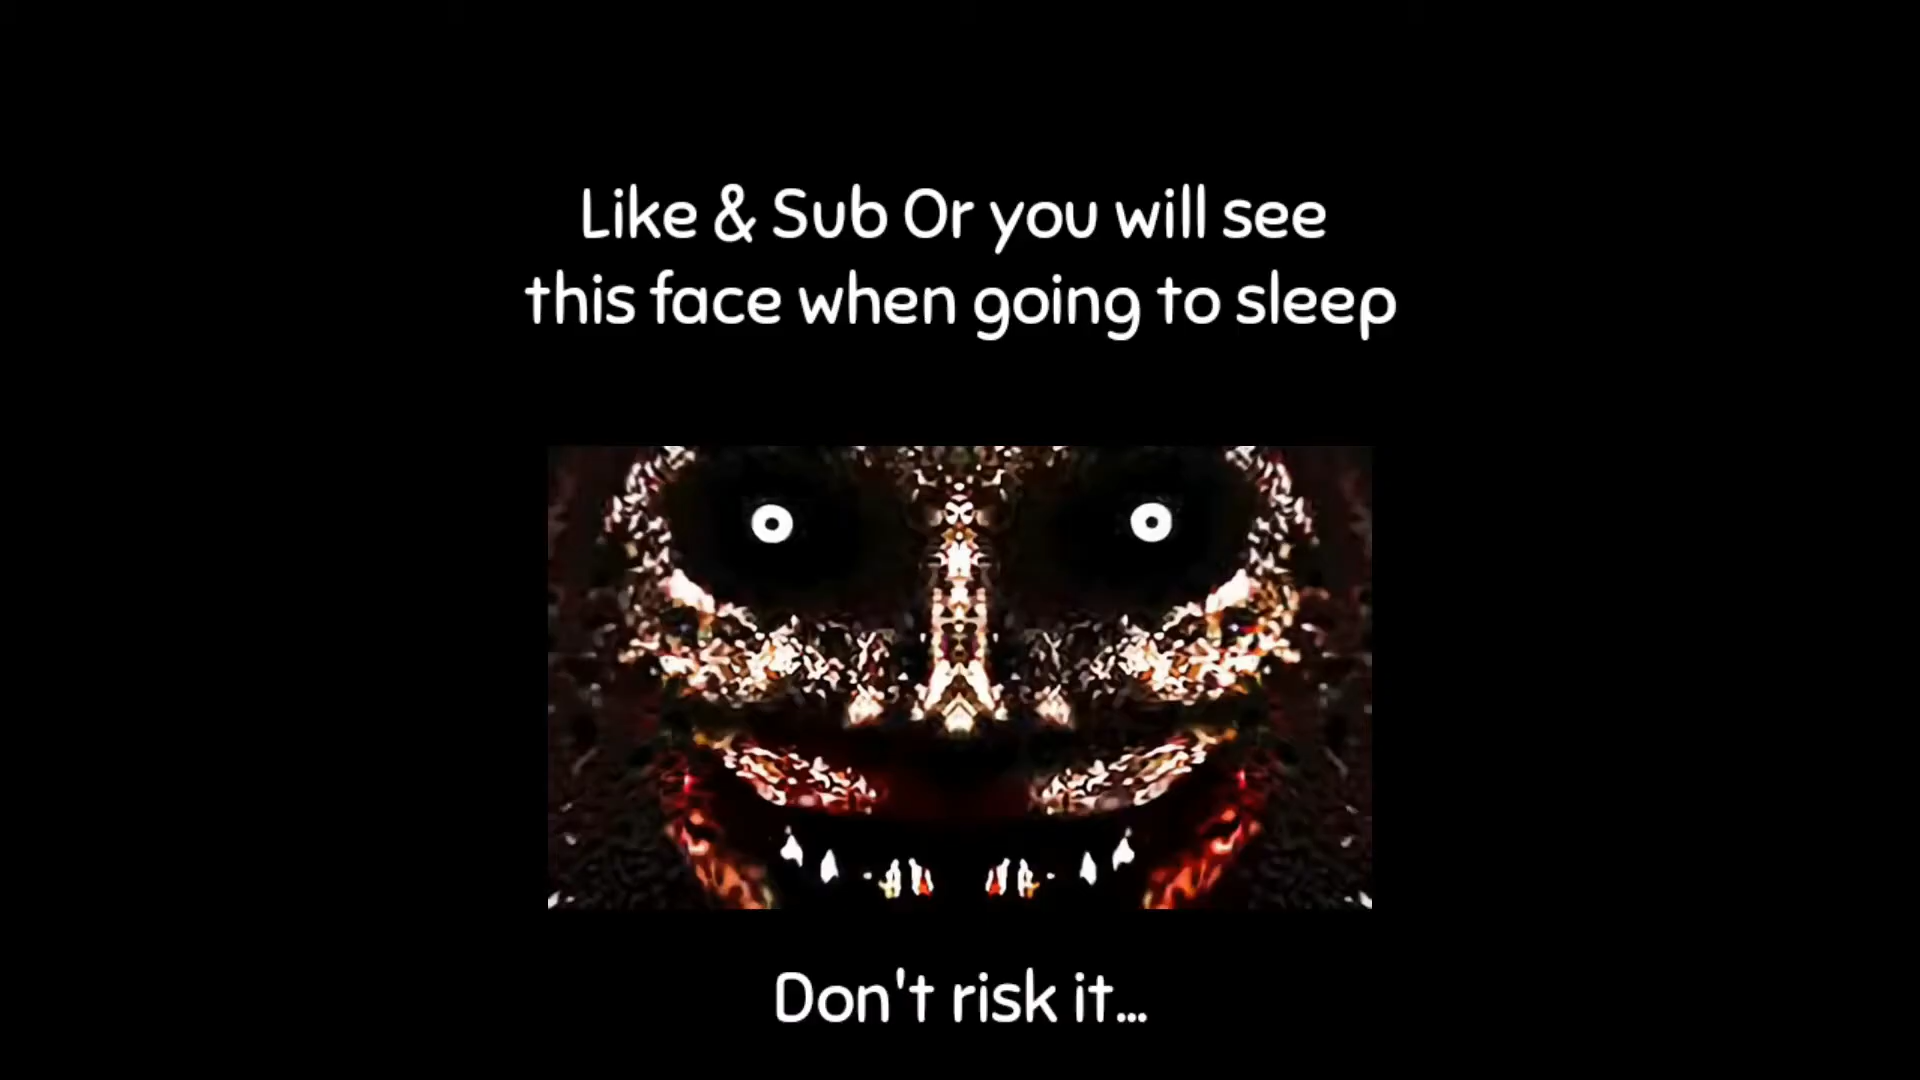 Like & Sub Or you will see
this face when going to sleep
Don't risk it...